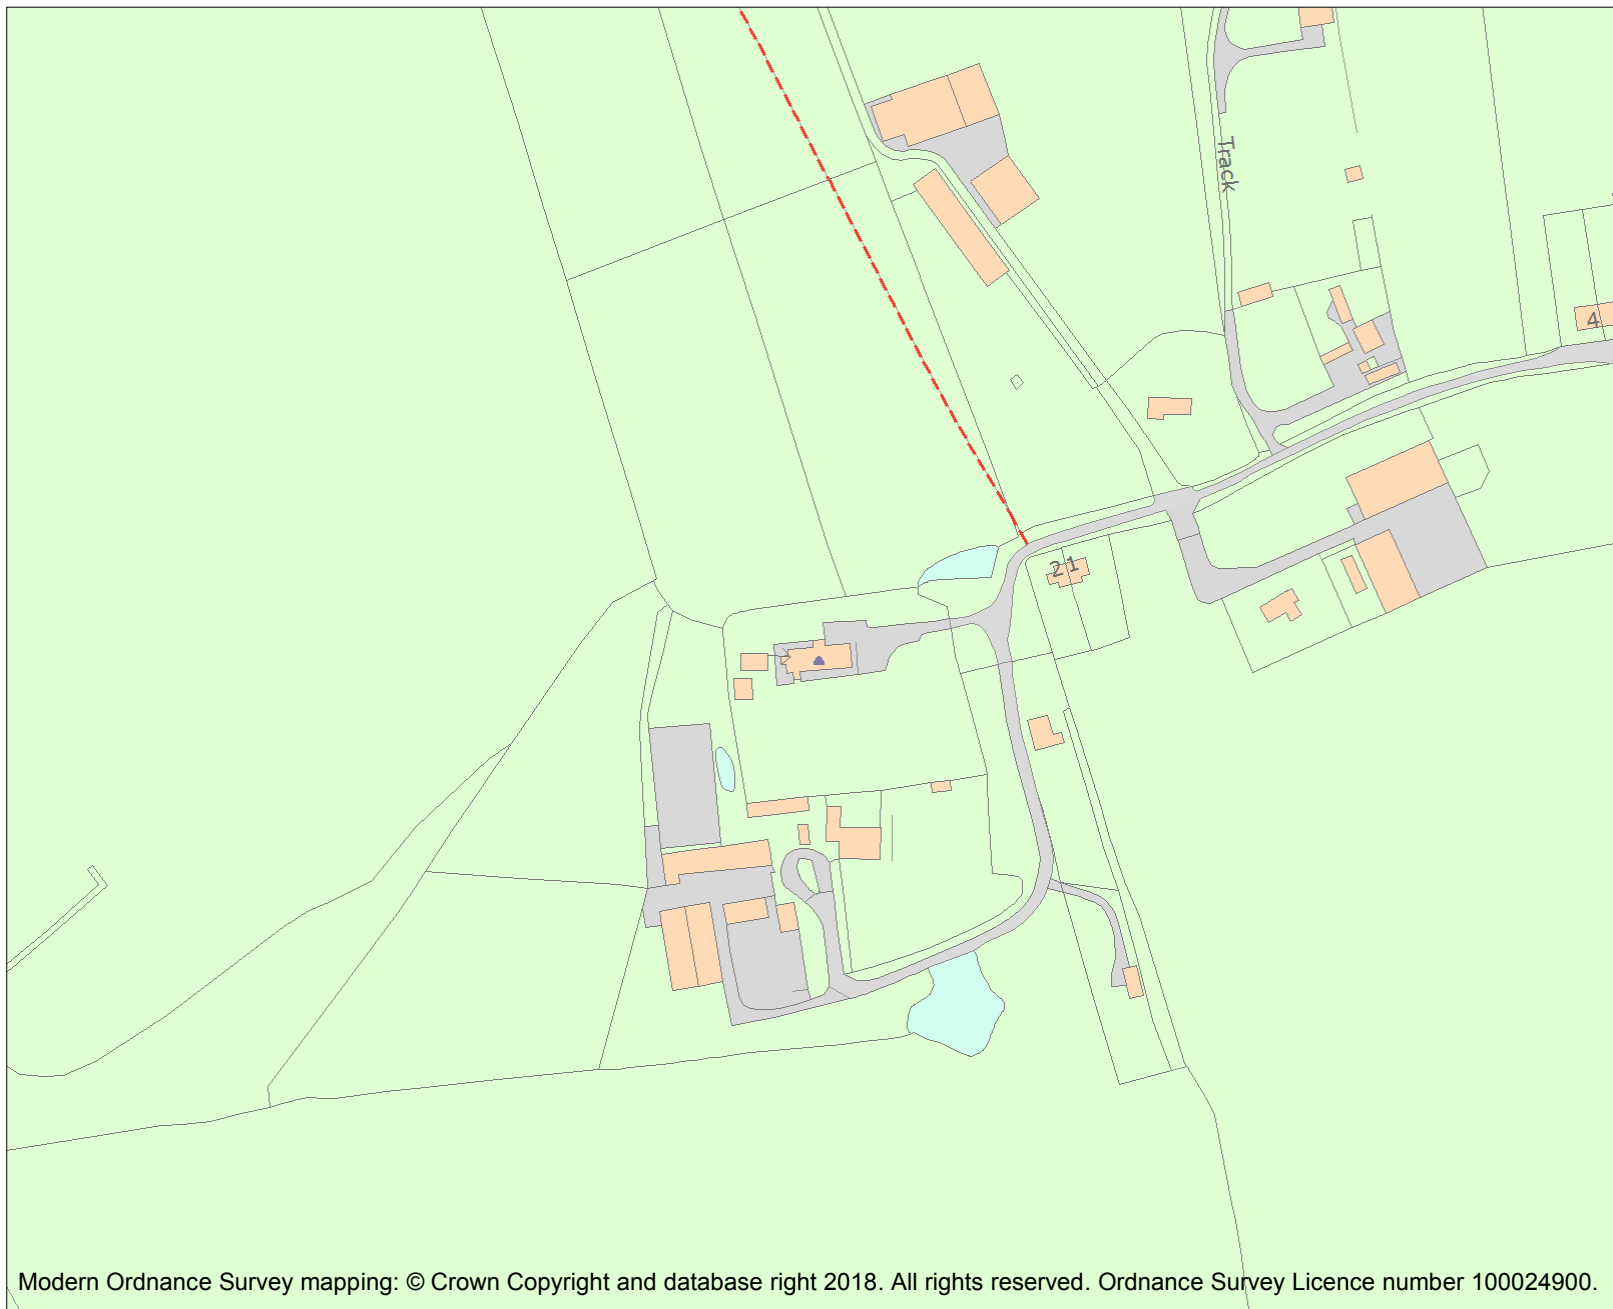 Track
4
21
Modern Ordnance Survey mapping: © Crown Copyright and database right 2018. All rights reserved. Ordnance Survey Licence number 100024900.